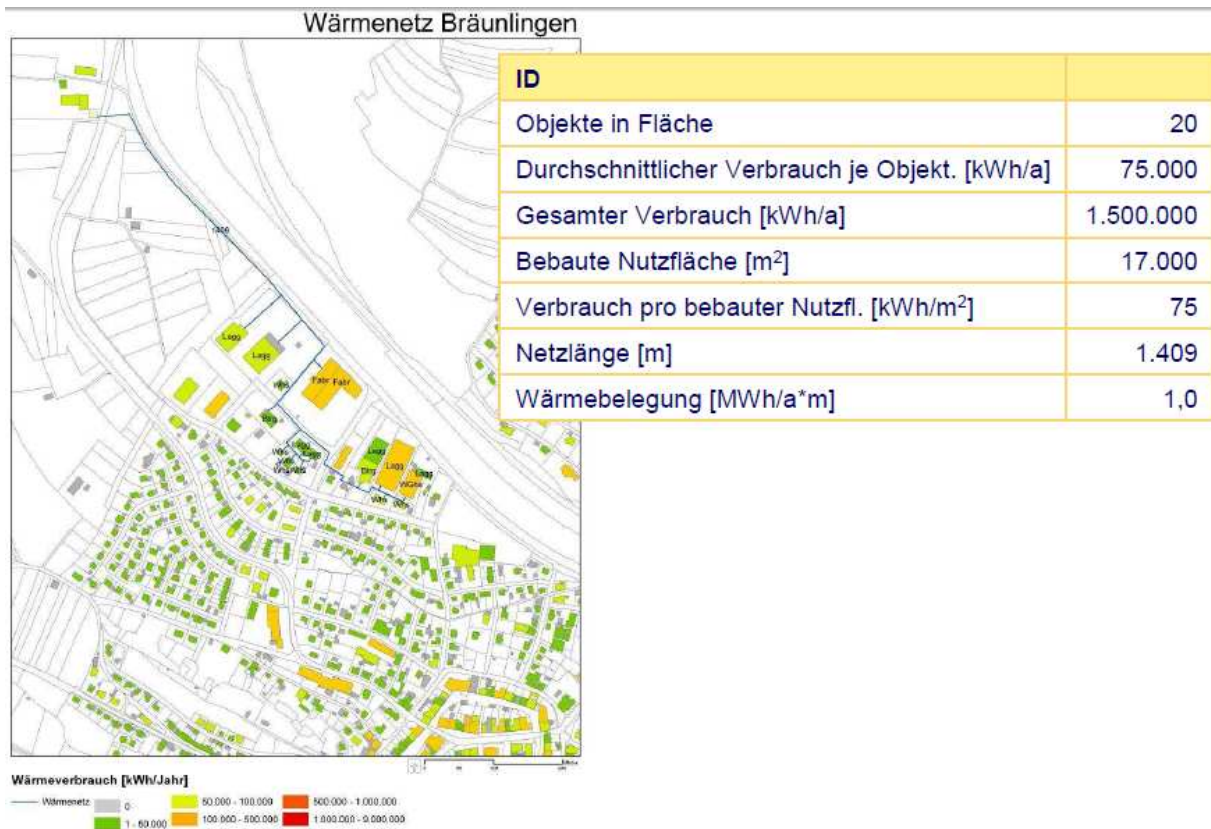 Wärmenetz Bräunlingen
ID
Objekte in Fläche 20
Durchschnittlicher Verbrauch je Objekt. [kWh/a] 75.000
Gesamter Verbrauch [kWh/a] 1.500.000
Bebaute Nutzfläche [m²] 17.000
Verbrauch pro bebauter Nutzfl. [kWh/m²] 75
Netzlänge [m] 1.409
Wärmebelegung [MWh/a*m] 1,0
Lagg
Lagg
Fabr Fabr
Lagg
Lagg
Lagg
Wärmeverbrauch [kWh/Jahr]
Wärmenetz
0
50.000 - 100.000
500.000 - 1.000.000
1 - 50.000
100.000 - 500.000
1.000.000 - 9.000.000